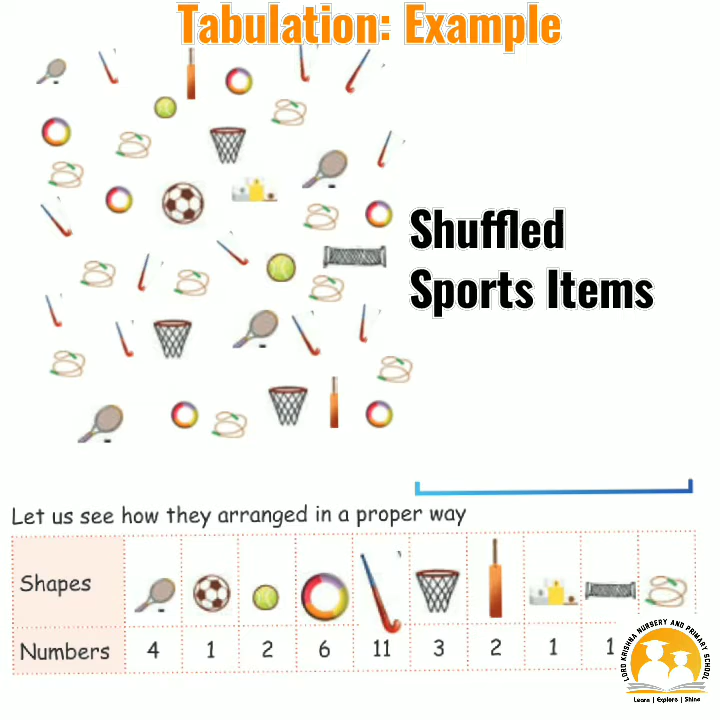 Tabulation: Example
Shuffled
Sports Items
Let us see how they arranged in a proper way
Shapes
Numbers 4 1 2 6 11 3 2 1 1
LORD KRISHNA NURSERY AND PRIMARY SCHOOL
Learn | Explore | Shine